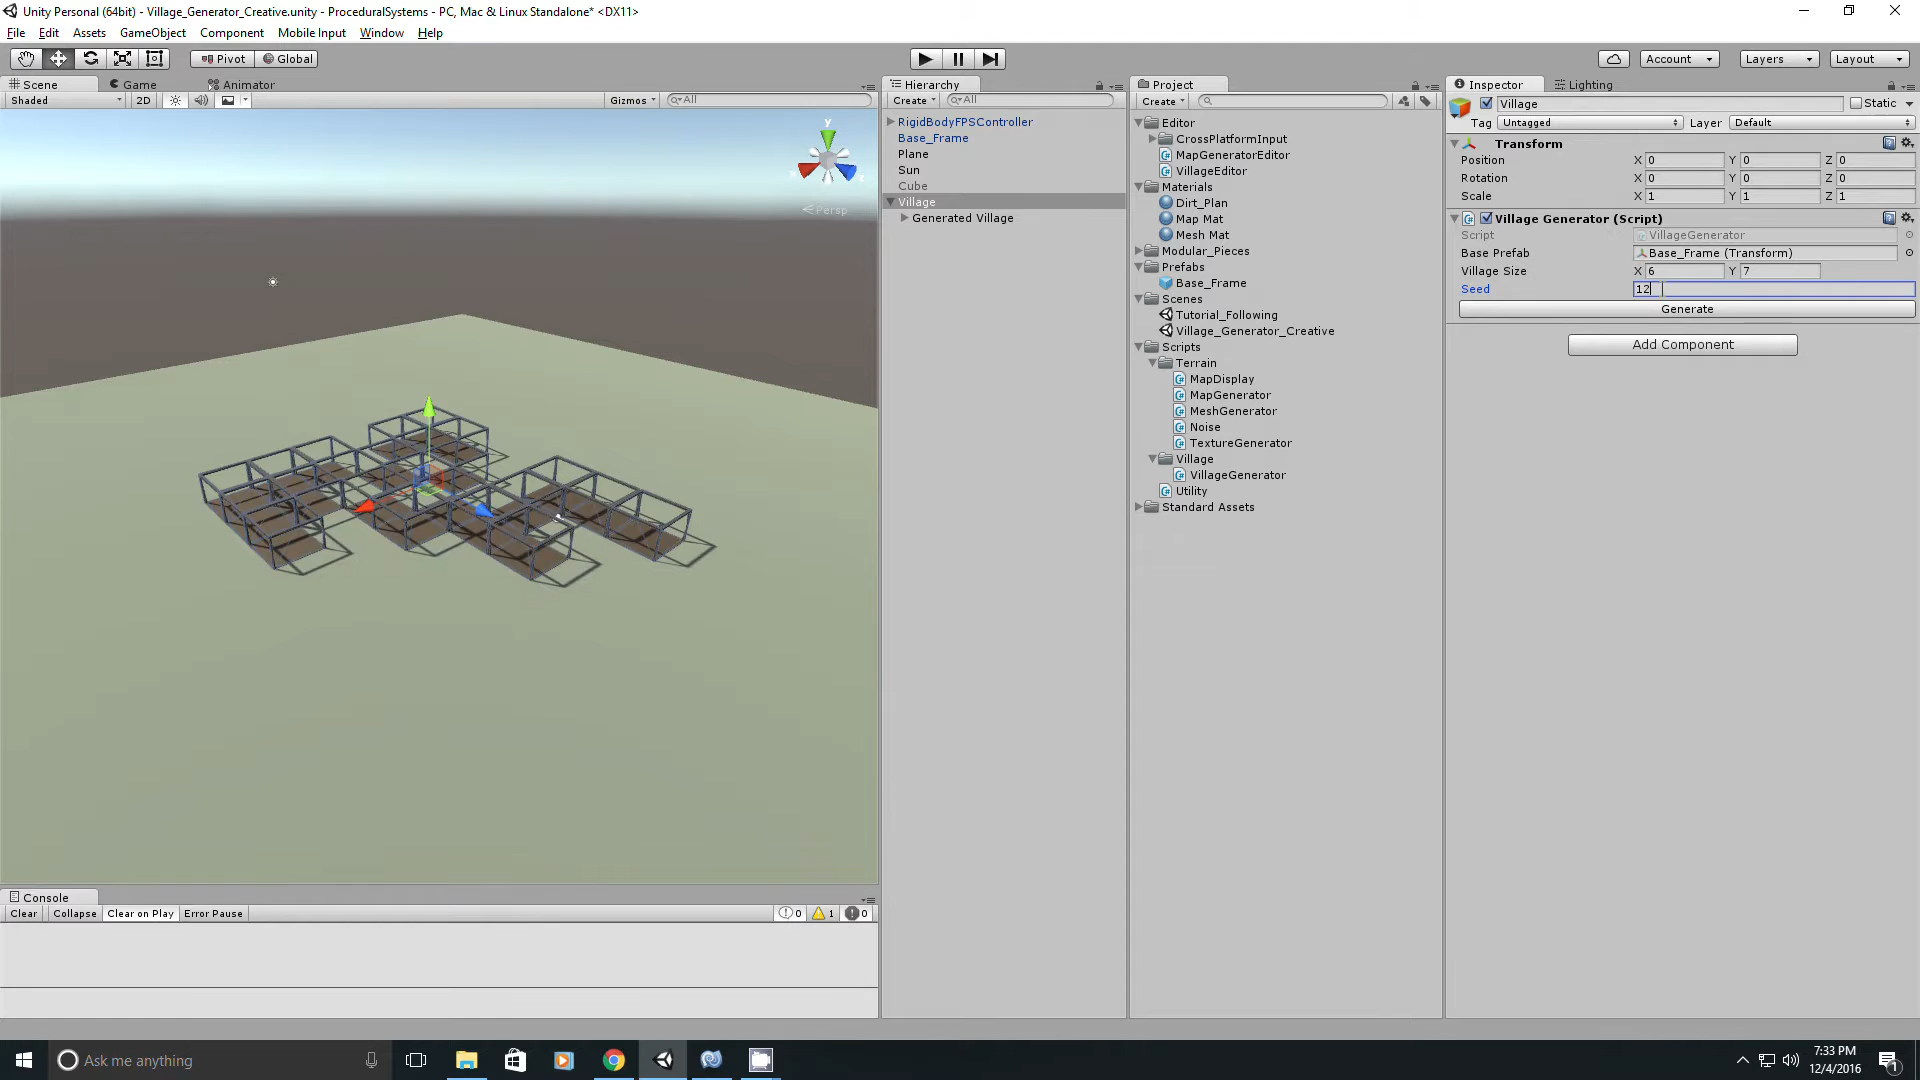 Unity Personal (64bit) - Village_Generator_Creative.unity - ProceduralSystems - PC, Mac & Linux Standalone* <DX11>
File Edit Assets GameObject Component Mobile Input Window Help
Pivot Global Account Layers Layout
Scene Game Animator
Shaded 2D Gizmos All
y
x
z
Persp
Console
Clear Collapse Clear on Play Error Pause 0 1 0
Hierarchy
Create All
RigidBodyFPSController
Base_Frame
Plane
Sun
Cube
Village
Generated Village
Project
Create
Editor
CrossPlatformInput
MapGeneratorEditor
VillageEditor
Materials
Dirt_Plan
Map Mat
Mesh Mat
Modular_Pieces
Prefabs
Base_Frame
Scenes
Tutorial_Following
Village_Generator_Creative
Scripts
Terrain
MapDisplay
MapGenerator
MeshGenerator
Noise
TextureGenerator
Village
VillageGenerator
Utility
Standard Assets
Inspector Lighting
Village Static
Tag Untagged Layer Default
Transform
Position X 0 Y 0 Z 0
Rotation X 0 Y 0 Z 0
Scale X 1 Y 1 Z 1
Village Generator (Script)
Script VillageGenerator
Base Prefab Base_Frame (Transform)
Village Size X 6 Y 7
Seed 12
Generate
Add Component
Ask me anything
7:33 PM
12/4/2016
1